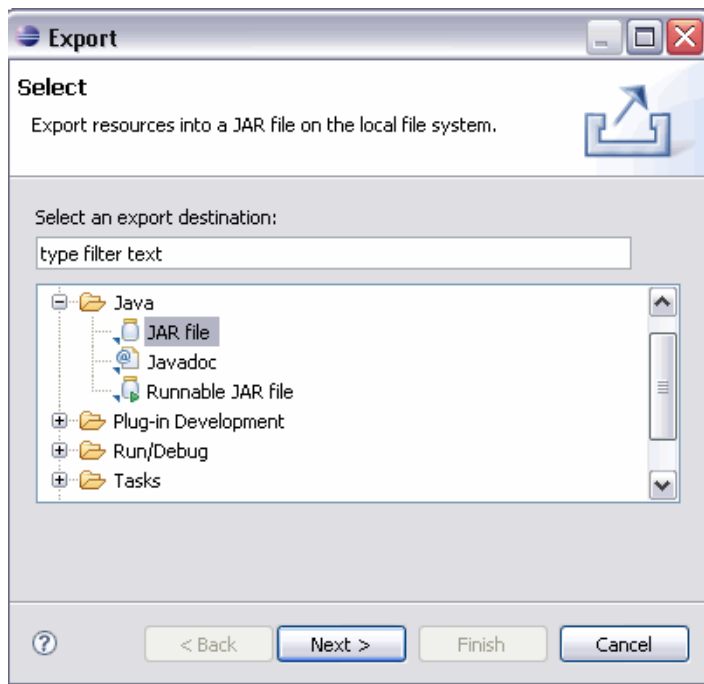 Export
Select
Export resources into a JAR file on the local file system.
Select an export destination:
type filter text
Java
JAR file
Javadoc
Runnable JAR file
Plug-in Development
Run/Debug
Tasks
< Back Next > Finish Cancel